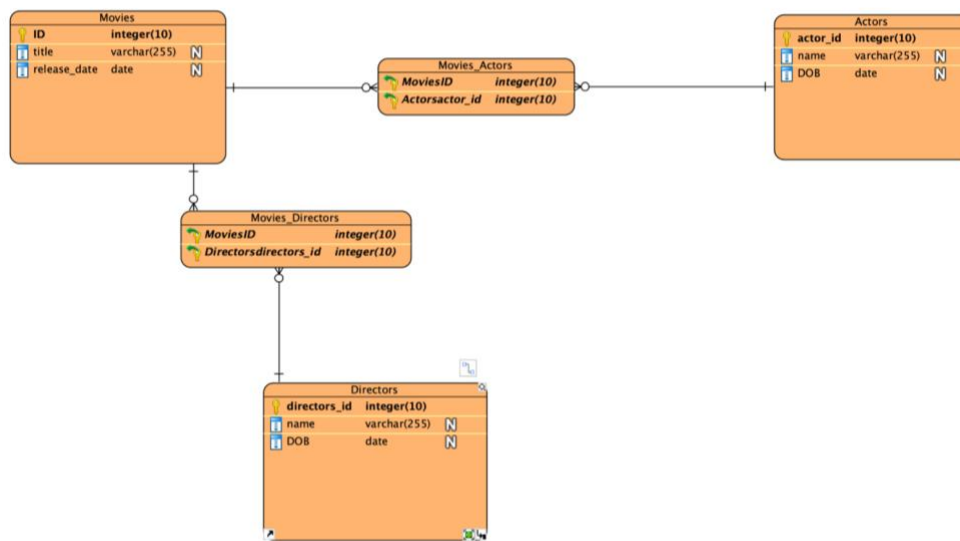 Movies
ID integer(10)
title varchar(255) N
release_date date N
Movies_Actors
MoviesID integer(10)
Actorsactor_id integer(10)
Actors
actor_id integer(10)
name varchar(255) N
DOB date N
Movies_Directors
MoviesID integer(10)
Directorsdirectors_id integer(10)
Directors
directors_id integer(10)
name varchar(255) N
DOB date N